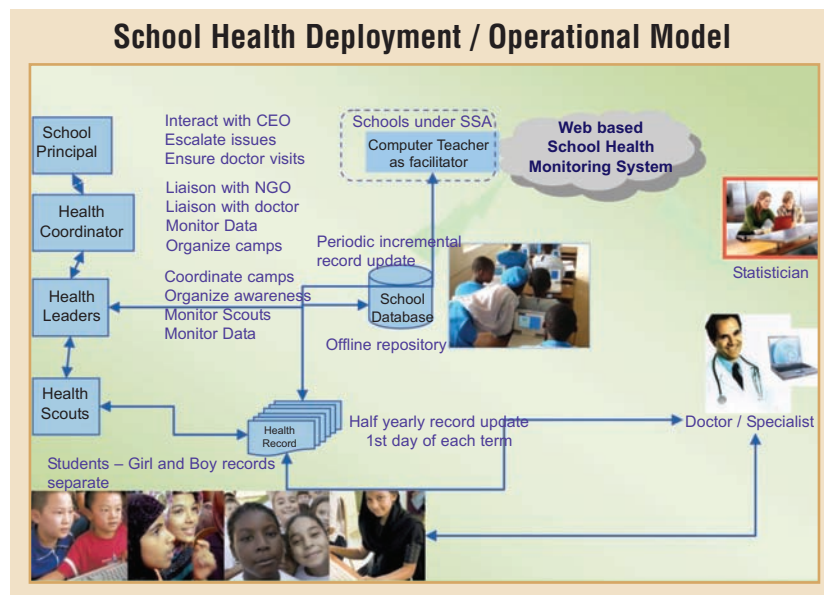 School Health Deployment / Operational Model
School
Principal
Interact with CEO
Escalate issues
Ensure doctor visits
Schools under SSA
Computer Teacher
as facilitator
Web based
School Health
Monitoring System
Health
Coordinator
Liaison with NGO
Liaison with doctor
Monitor Data
Organize camps
Periodic incremental
record update
Statistician
Health
Leaders
Coordinate camps
Organize awareness
Monitor Scouts
Monitor Data
School
Database
Offline repository
Health
Scouts
Health
Record
Half yearly record update
1st day of each term
Doctor / Specialist
Students – Girl and Boy records
separate